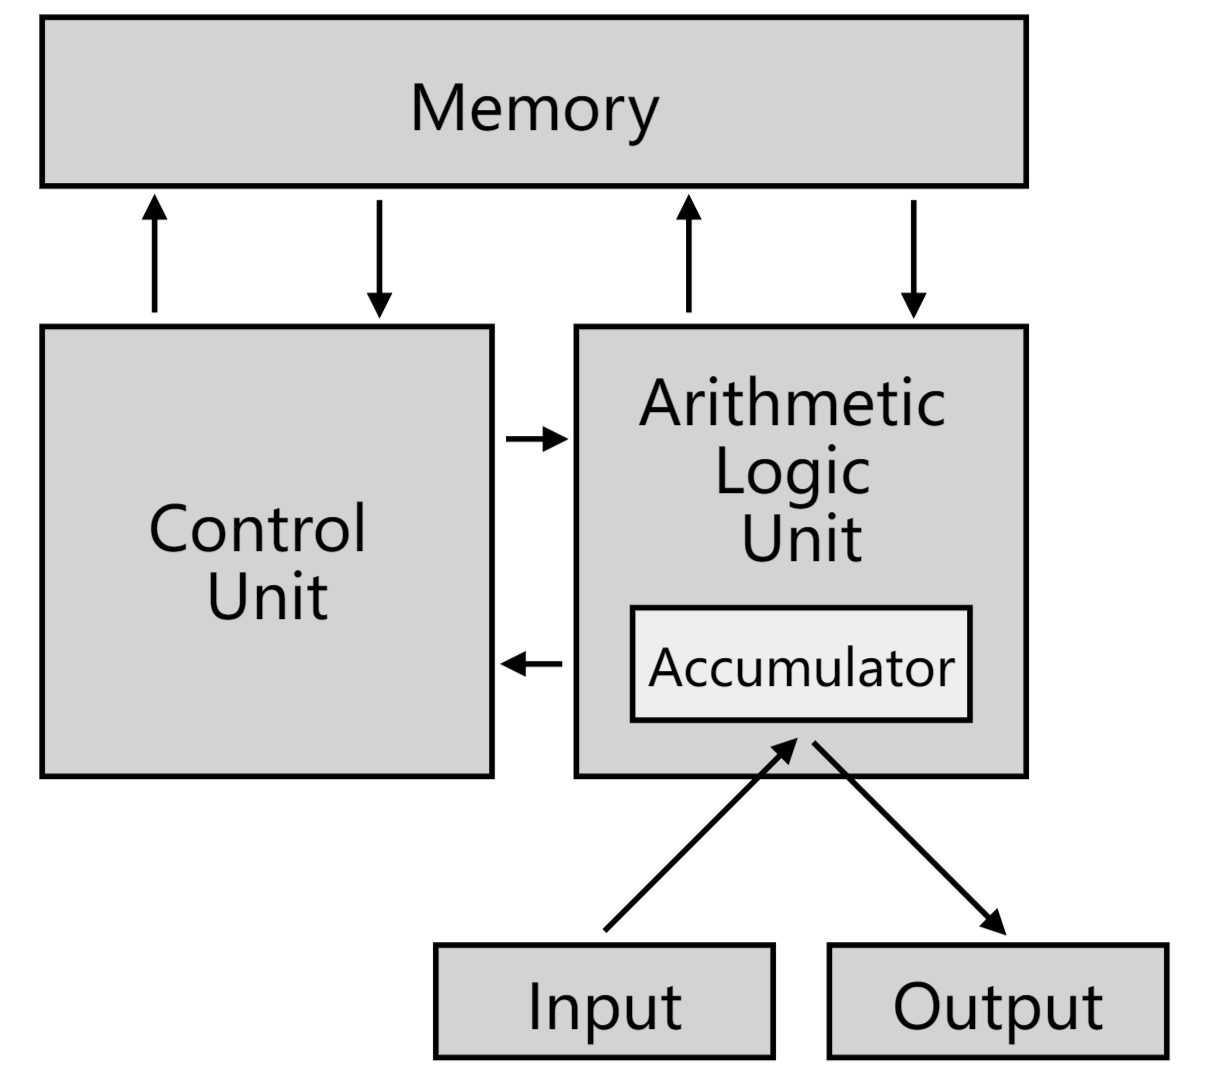 Memory
Control
Unit
Arithmetic
Logic
Unit
Accumulator
Input
Output